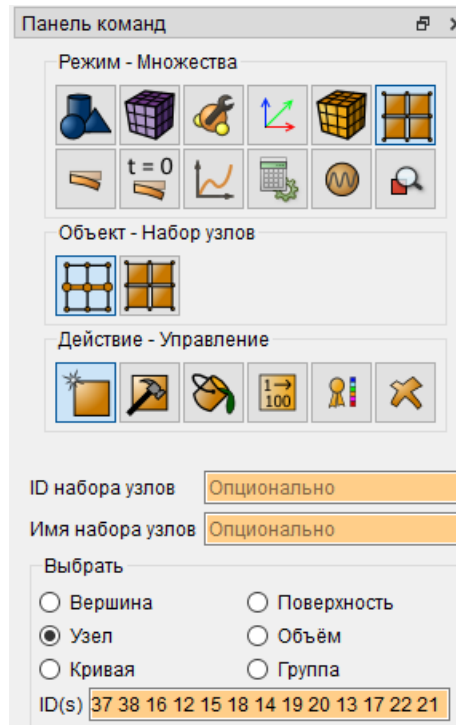 Панель команд
Режим - Множества
t = 0
Объект - Набор узлов
Действие - Управление
1→
100
ID набора узлов Опционально
Имя набора узлов Опционально
Выбрать
Вершина Поверхность
Узел Объём
Кривая Группа
ID(s) 37 38 16 12 15 18 14 19 20 13 17 22 21